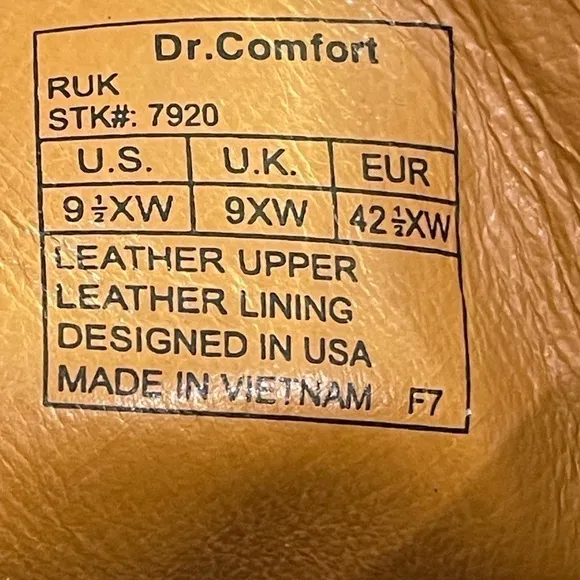 Dr.Comfort
RUK
STK#: 7920
U.S. U.K. EUR
9 ½XW 9XW 42 ½XW
LEATHER UPPER
LEATHER LINING
DESIGNED IN USA
MADE IN VIETNAM F7